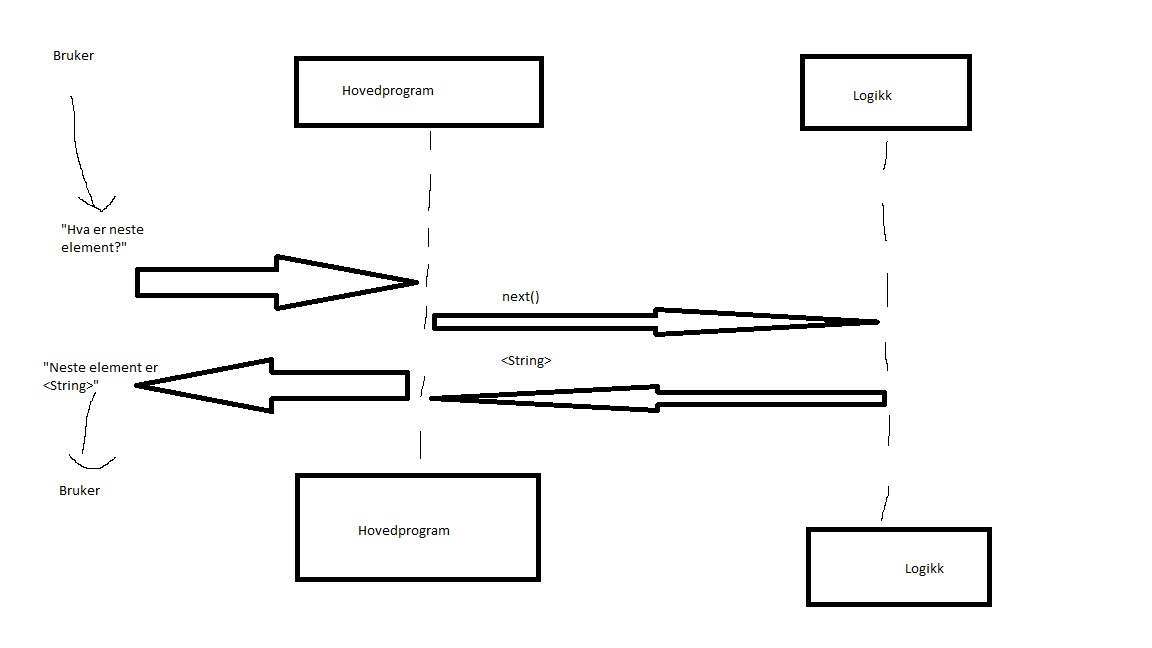 Bruker
Hovedprogram
Logikk
"Hva er neste
element?"
next()
<String>
"Neste element er
<String>"
Bruker
Hovedprogram
Logikk